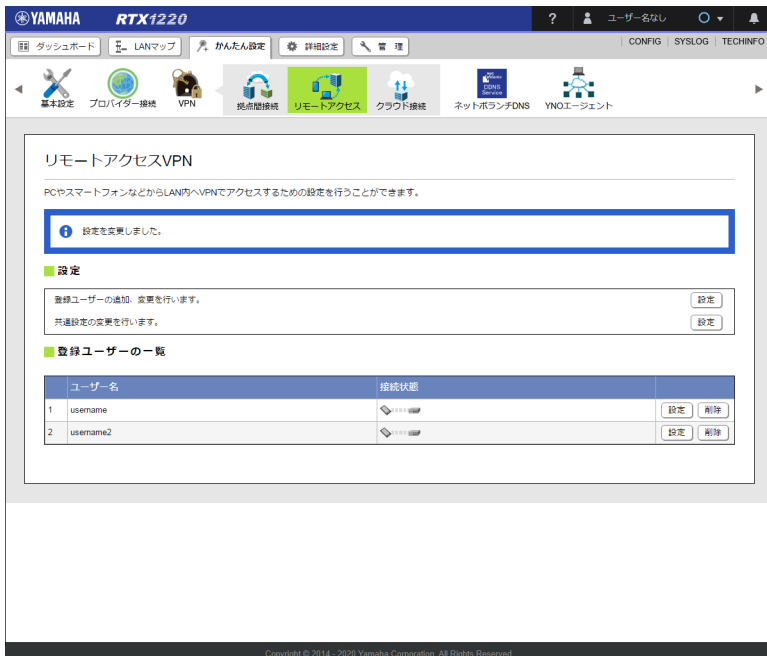 YAMAHA RTX1220 ? ユーザー名なし
ダッシュボード LANマップ かんたん設定 詳細設定 管 理 CONFIG SYSLOG TECHINFO
基本設定 プロバイダー接続 VPN 拠点間接続 リモートアクセス クラウド接続 CDNS Service ネットボランチDNS YNOエージェント
リモートアクセスVPN
PCやスマートフォンなどからLAN内へVPNでアクセスするための設定を行うことができます。
設定を変更しました。
設定
登録ユーザーの追加、変更を行います。 設定
共通設定の変更を行います。 設定
登録ユーザーの一覧
ユーザー名 接続状態
1 username 設定 削除
2 username2 設定 削除
Copyright © 2014 - 2020 Yamaha Corporation. All Rights Reserved.